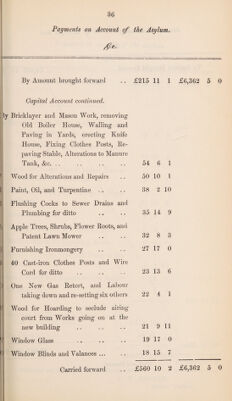 36
Payments on Account of the Asylum.
By Amount brought forward .. £215 11 1 £6,362 5 0
Capital Account continued.
By Bricklayer and Mason Work, removing
Old Boiler House, Walling and
Paving in Yards, erecting Knife
House, Fixing Clothes Posts, Re-
paving Stable, Alterations to Manure
Tank, &c. .. .. .. .. 54 6 1
Wood for Alterations and Repairs .. 50 10 1
Paint, Oil, and Turpentine .. .. 38 2 10
Flushing Cocks to Sewer Drains and
Plumbing for ditto .. .. 35 14 9
Apple Trees, Shrubs, Flower Roots, and
Patent Lawn Mower .. .. 32 8 3
Furnishing Ironmongery .. .. 27 17 0
40 Cast-iron Clothes Posts and Wire
Cord for ditto .. .. .. 23 13 6
One New Gas Retort, and Labour
taking down and re-setting six others 22 4 1
Wood for Hoarding to seclude airing
court from Works going on at the
new building .. .. .. 21 9 11
Window Glass .. .. .. 19 17 0
Window Blinds and Valances ... .. 18 15 7
Carried forward .. £560 10 2 £6,362 5 0